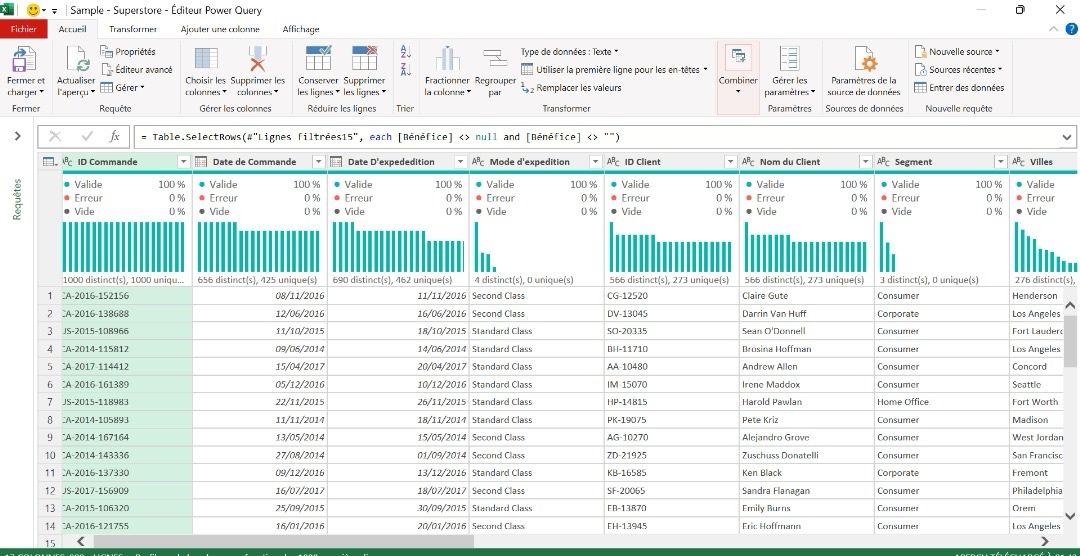 Sample - Superstore - Éditeur Power Query
Fichier Accueil Transformer Ajouter une colonne Affichage
Fermer et charger
Fermer
Actualiser l'aperçu
Propriétés
Éditeur avancé
Gérer
Requête
Choisir les colonnes
Supprimer les colonnes
Gérer les colonnes
Conserver les lignes
Supprimer les lignes
Réduire les lignes
Trier
Fractionner la colonne
Regrouper par
Type de données : Texte
Utiliser la première ligne pour les en-têtes
Remplacer les valeurs
Transformer
Combiner
Gérer les paramètres
Paramètres
Paramètres de la source de données
Sources de données
Nouvelle source
Sources récentes
Entrer des données
Nouvelle requête
fx = Table.SelectRows(#"Lignes filtrées15", each [Bénéfice] <> null and [Bénéfice] <> "")
Requêtes
ID Commande Date de Commande Date D'expededition Mode d'expedition ID Client Nom du Client Segment Villes
Valide 100 % Valide 100 % Valide 100 % Valide 100 % Valide 100 % Valide 100 % Valide 100 % Valide
Erreur 0 % Erreur 0 % Erreur 0 % Erreur 0 % Erreur 0 % Erreur 0 % Erreur 0 % Erreur
Vide 0 % Vide 0 % Vide 0 % Vide 0 % Vide 0 % Vide 0 % Vide 0 % Vide
1000 distinct(s), 1000 uniqu... 656 distinct(s), 425 unique(s) 690 distinct(s), 462 unique(s) 4 distinct(s), 0 unique(s) 566 distinct(s), 273 unique(s) 566 distinct(s), 273 unique(s) 3 distinct(s), 0 unique(s) 276 distinct(s),
1 CA-2016-152156 08/11/2016 11/11/2016 Second Class CG-12520 Claire Gute Consumer Henderson
2 CA-2016-138688 12/06/2016 16/06/2016 Second Class DV-13045 Darrin Van Huff Corporate Los Angeles
3 US-2015-108966 11/10/2015 18/10/2015 Standard Class SO-20335 Sean O'Donnell Consumer Fort Lauderd
4 CA-2014-115812 09/06/2014 14/06/2014 Standard Class BH-11710 Brosina Hoffman Consumer Los Angeles
5 CA-2017-114412 15/04/2017 20/04/2017 Standard Class AA-10480 Andrew Allen Consumer Concord
6 CA-2016-161389 05/12/2016 10/12/2016 Standard Class IM-15070 Irene Maddox Consumer Seattle
7 US-2015-118983 22/11/2015 26/11/2015 Standard Class HP-14815 Harold Pawlan Home Office Fort Worth
8 CA-2014-105893 11/11/2014 18/11/2014 Standard Class PK-19075 Pete Kriz Consumer Madison
9 CA-2014-167164 13/05/2014 15/05/2014 Second Class AG-10270 Alejandro Grove Consumer West Jordan
10 CA-2014-143336 27/08/2014 01/09/2014 Second Class ZD-21925 Zuschuss Donatelli Consumer San Francisc
11 CA-2016-137330 09/12/2016 13/12/2016 Standard Class KB-16585 Ken Black Corporate Fremont
12 US-2017-156909 16/07/2017 18/07/2017 Second Class SF-20065 Sandra Flanagan Consumer Philadelphia
13 CA-2015-106320 25/09/2015 30/09/2015 Standard Class EB-13870 Emily Burns Consumer Orem
14 CA-2016-121755 16/01/2016 20/01/2016 Second Class EH-13945 Eric Hoffmann Consumer Los Angeles
15